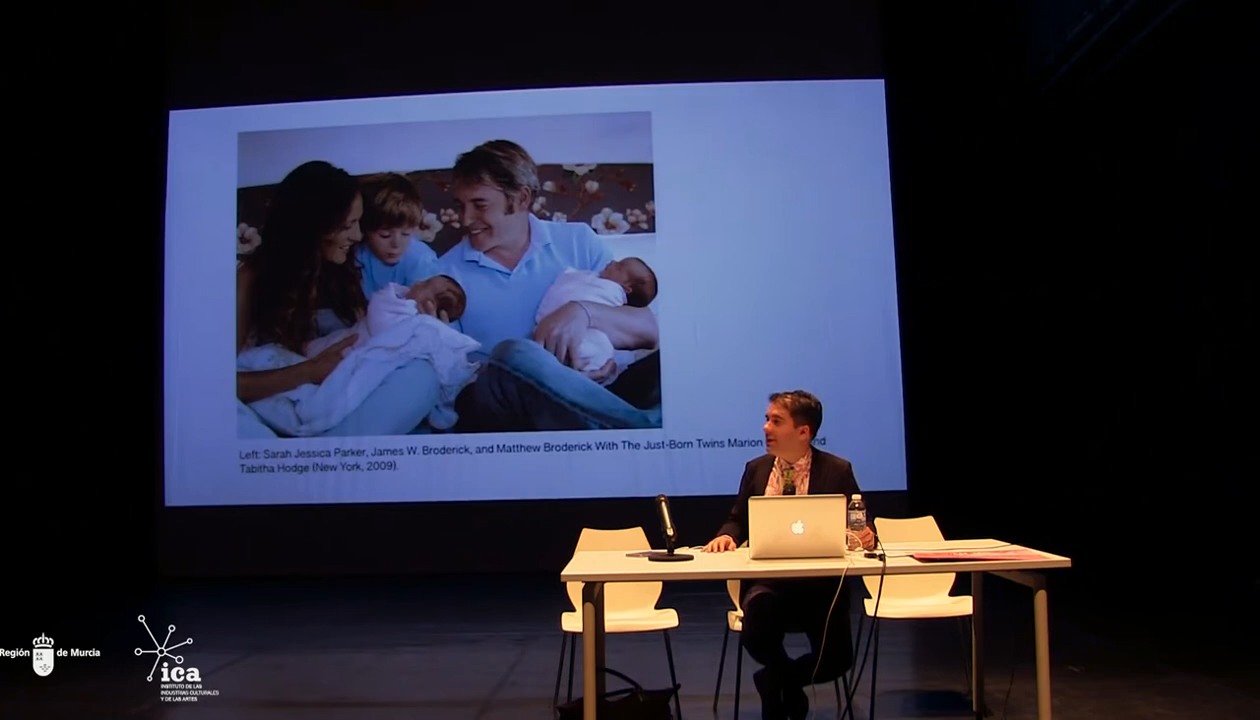 Left: Sarah Jessica Parker, James W. Broderick, and Matthew Broderick With The Just-Born Twins Marion
Tabitha Hodge (New York, 2009).
Región de Murcia
ica
INSTITUTO DE LAS
INDUSTRIAS CULTURALES
Y DE LAS ARTES